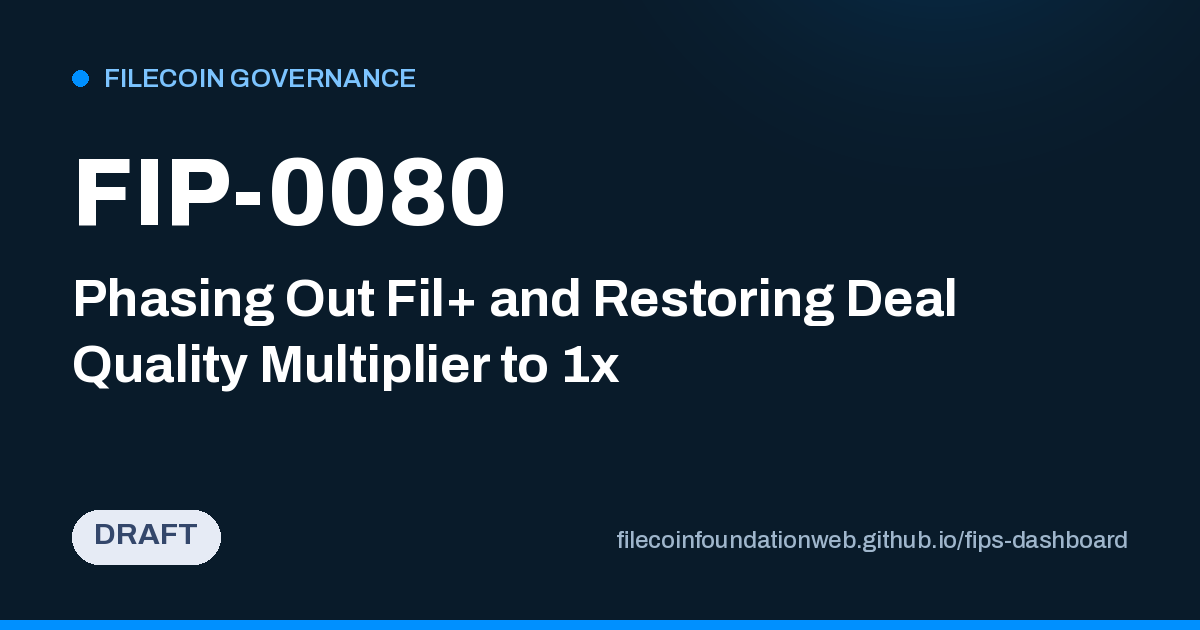 FILECOIN GOVERNANCE
FIP-0080
Phasing Out Fil+ and Restoring Deal
Quality Multiplier to 1x
DRAFT
filecoinfoundationweb.github.io/fips-dashboard